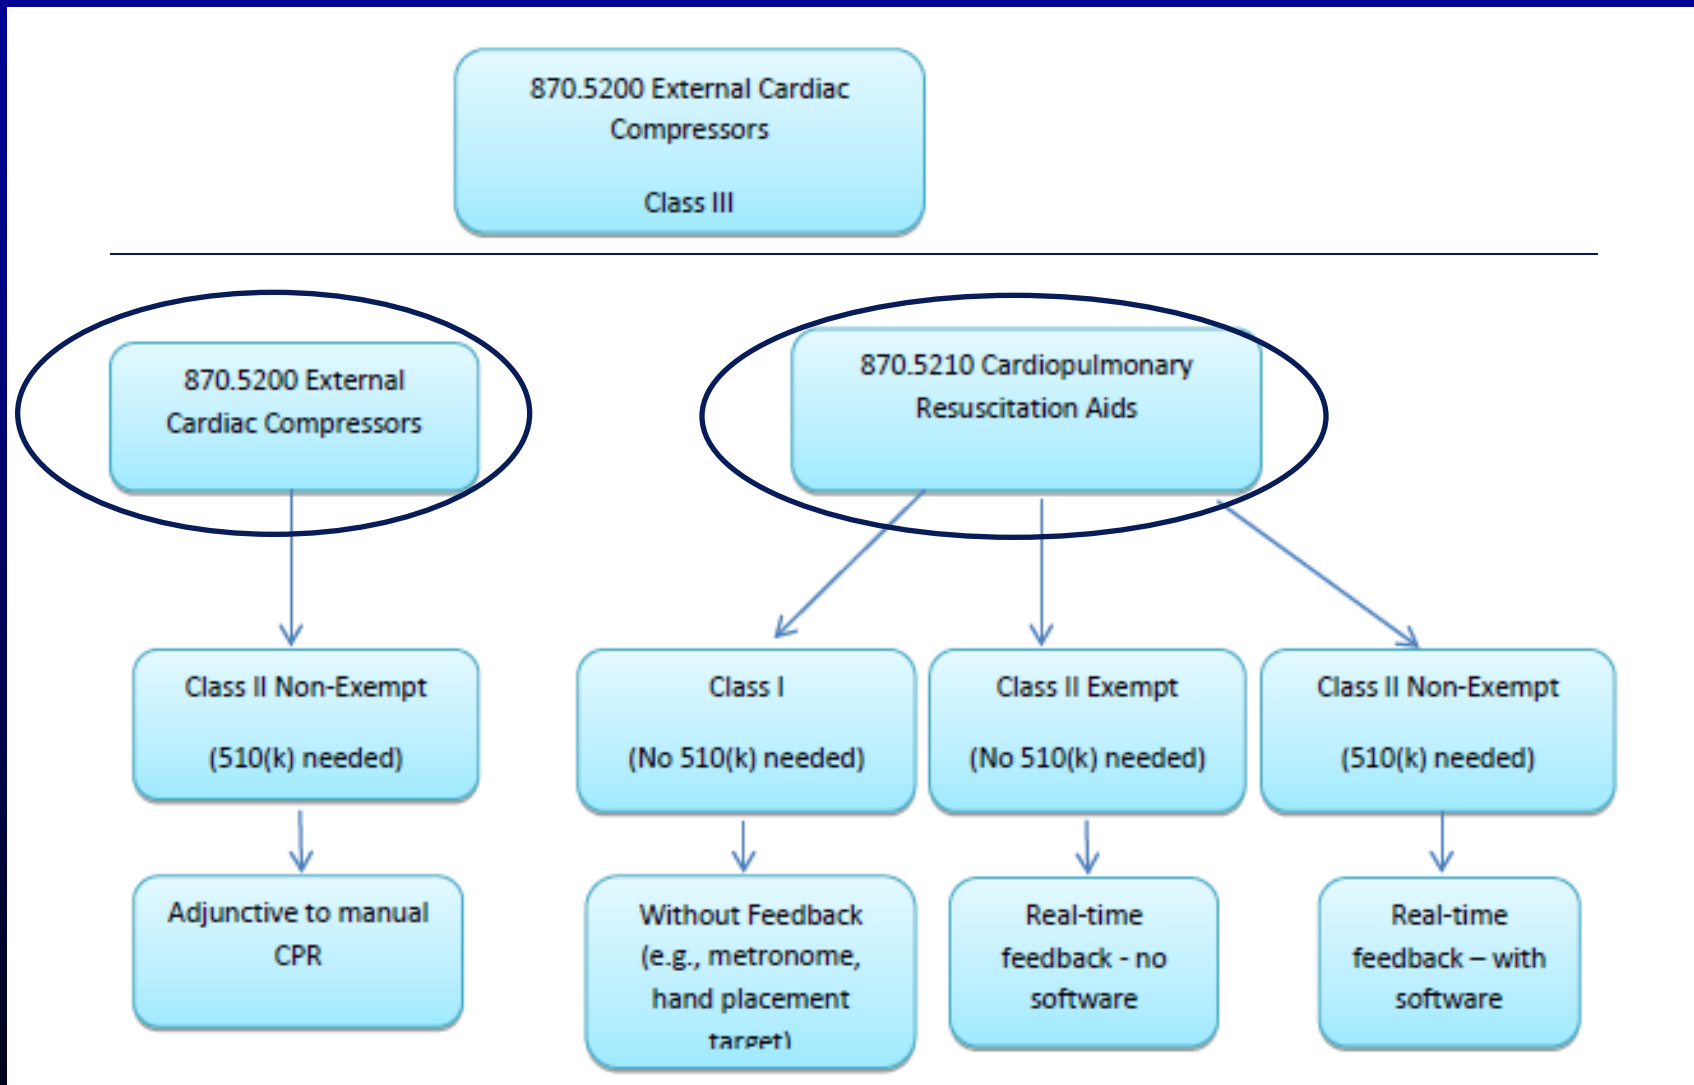 870.5200 External Cardiac
Compressors
Class III
870.5200 External
Cardiac Compressors
870.5210 Cardiopulmonary
Resuscitation Aids
Class II Non-Exempt
(510(k) needed)
Class I
(No 510(k) needed)
Class II Exempt
(No 510(k) needed)
Class II Non-Exempt
(510(k) needed)
Adjunctive to manual
CPR
Without Feedback
(e.g., metronome,
hand placement
target)
Real-time
feedback - no
software
Real-time
feedback – with
software